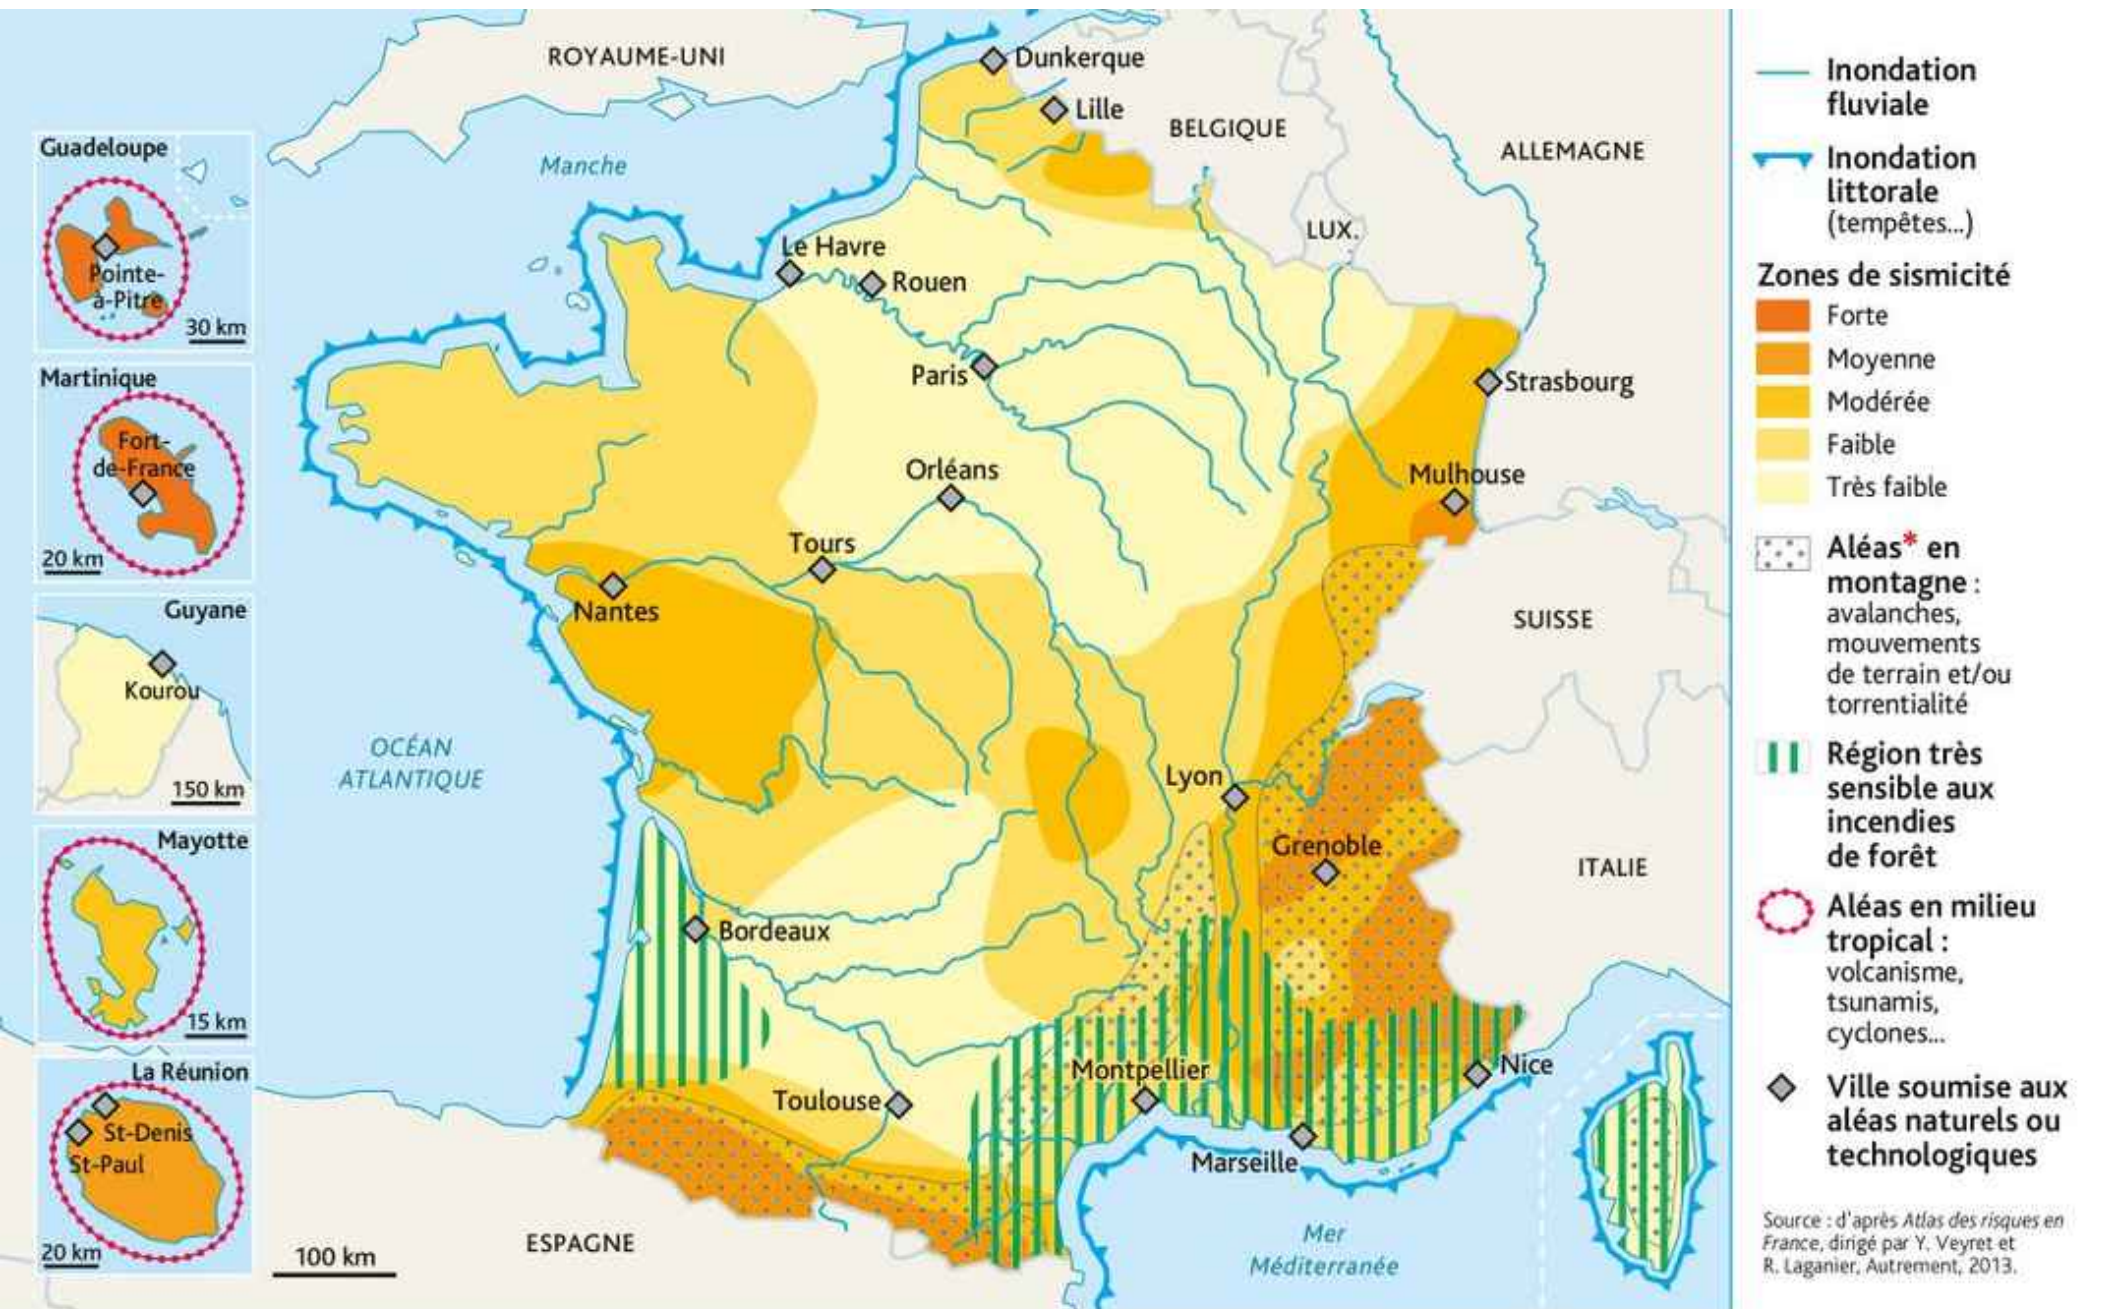 ROYAUME-UNI
Dunkerque
Lille
BELGIQUE
ALLEMAGNE
Manche
LUX.
Le Havre
Rouen
Paris
Strasbourg
Orléans
Mulhouse
Tours
Nantes
SUISSE
OCÉAN
ATLANTIQUE
Lyon
Grenoble
ITALIE
Bordeaux
Montpellier
Nice
Toulouse
Marseille
ESPAGNE
Mer
Méditerranée
100 km
Guadeloupe
Pointe-
à-Pitre
30 km
Martinique
Fort-
de-France
20 km
Guyane
Kourou
150 km
Mayotte
15 km
La Réunion
St-Denis
St-Paul
20 km
Inondation
fluviale
Inondation
littorale
(tempêtes...)
Zones de sismicité
Forte
Moyenne
Modérée
Faible
Très faible
Aléas* en
montagne :
avalanches,
mouvements
de terrain et/ou
torrentialité
Région très
sensible aux
incendies
de forêt
Aléas en milieu
tropical :
volcanisme,
tsunamis,
cyclones...
Ville soumise aux
aléas naturels ou
technologiques
Source : d'après Atlas des risques en
France, dirigé par Y. Veyret et
R. Laganier, Autrement, 2013.